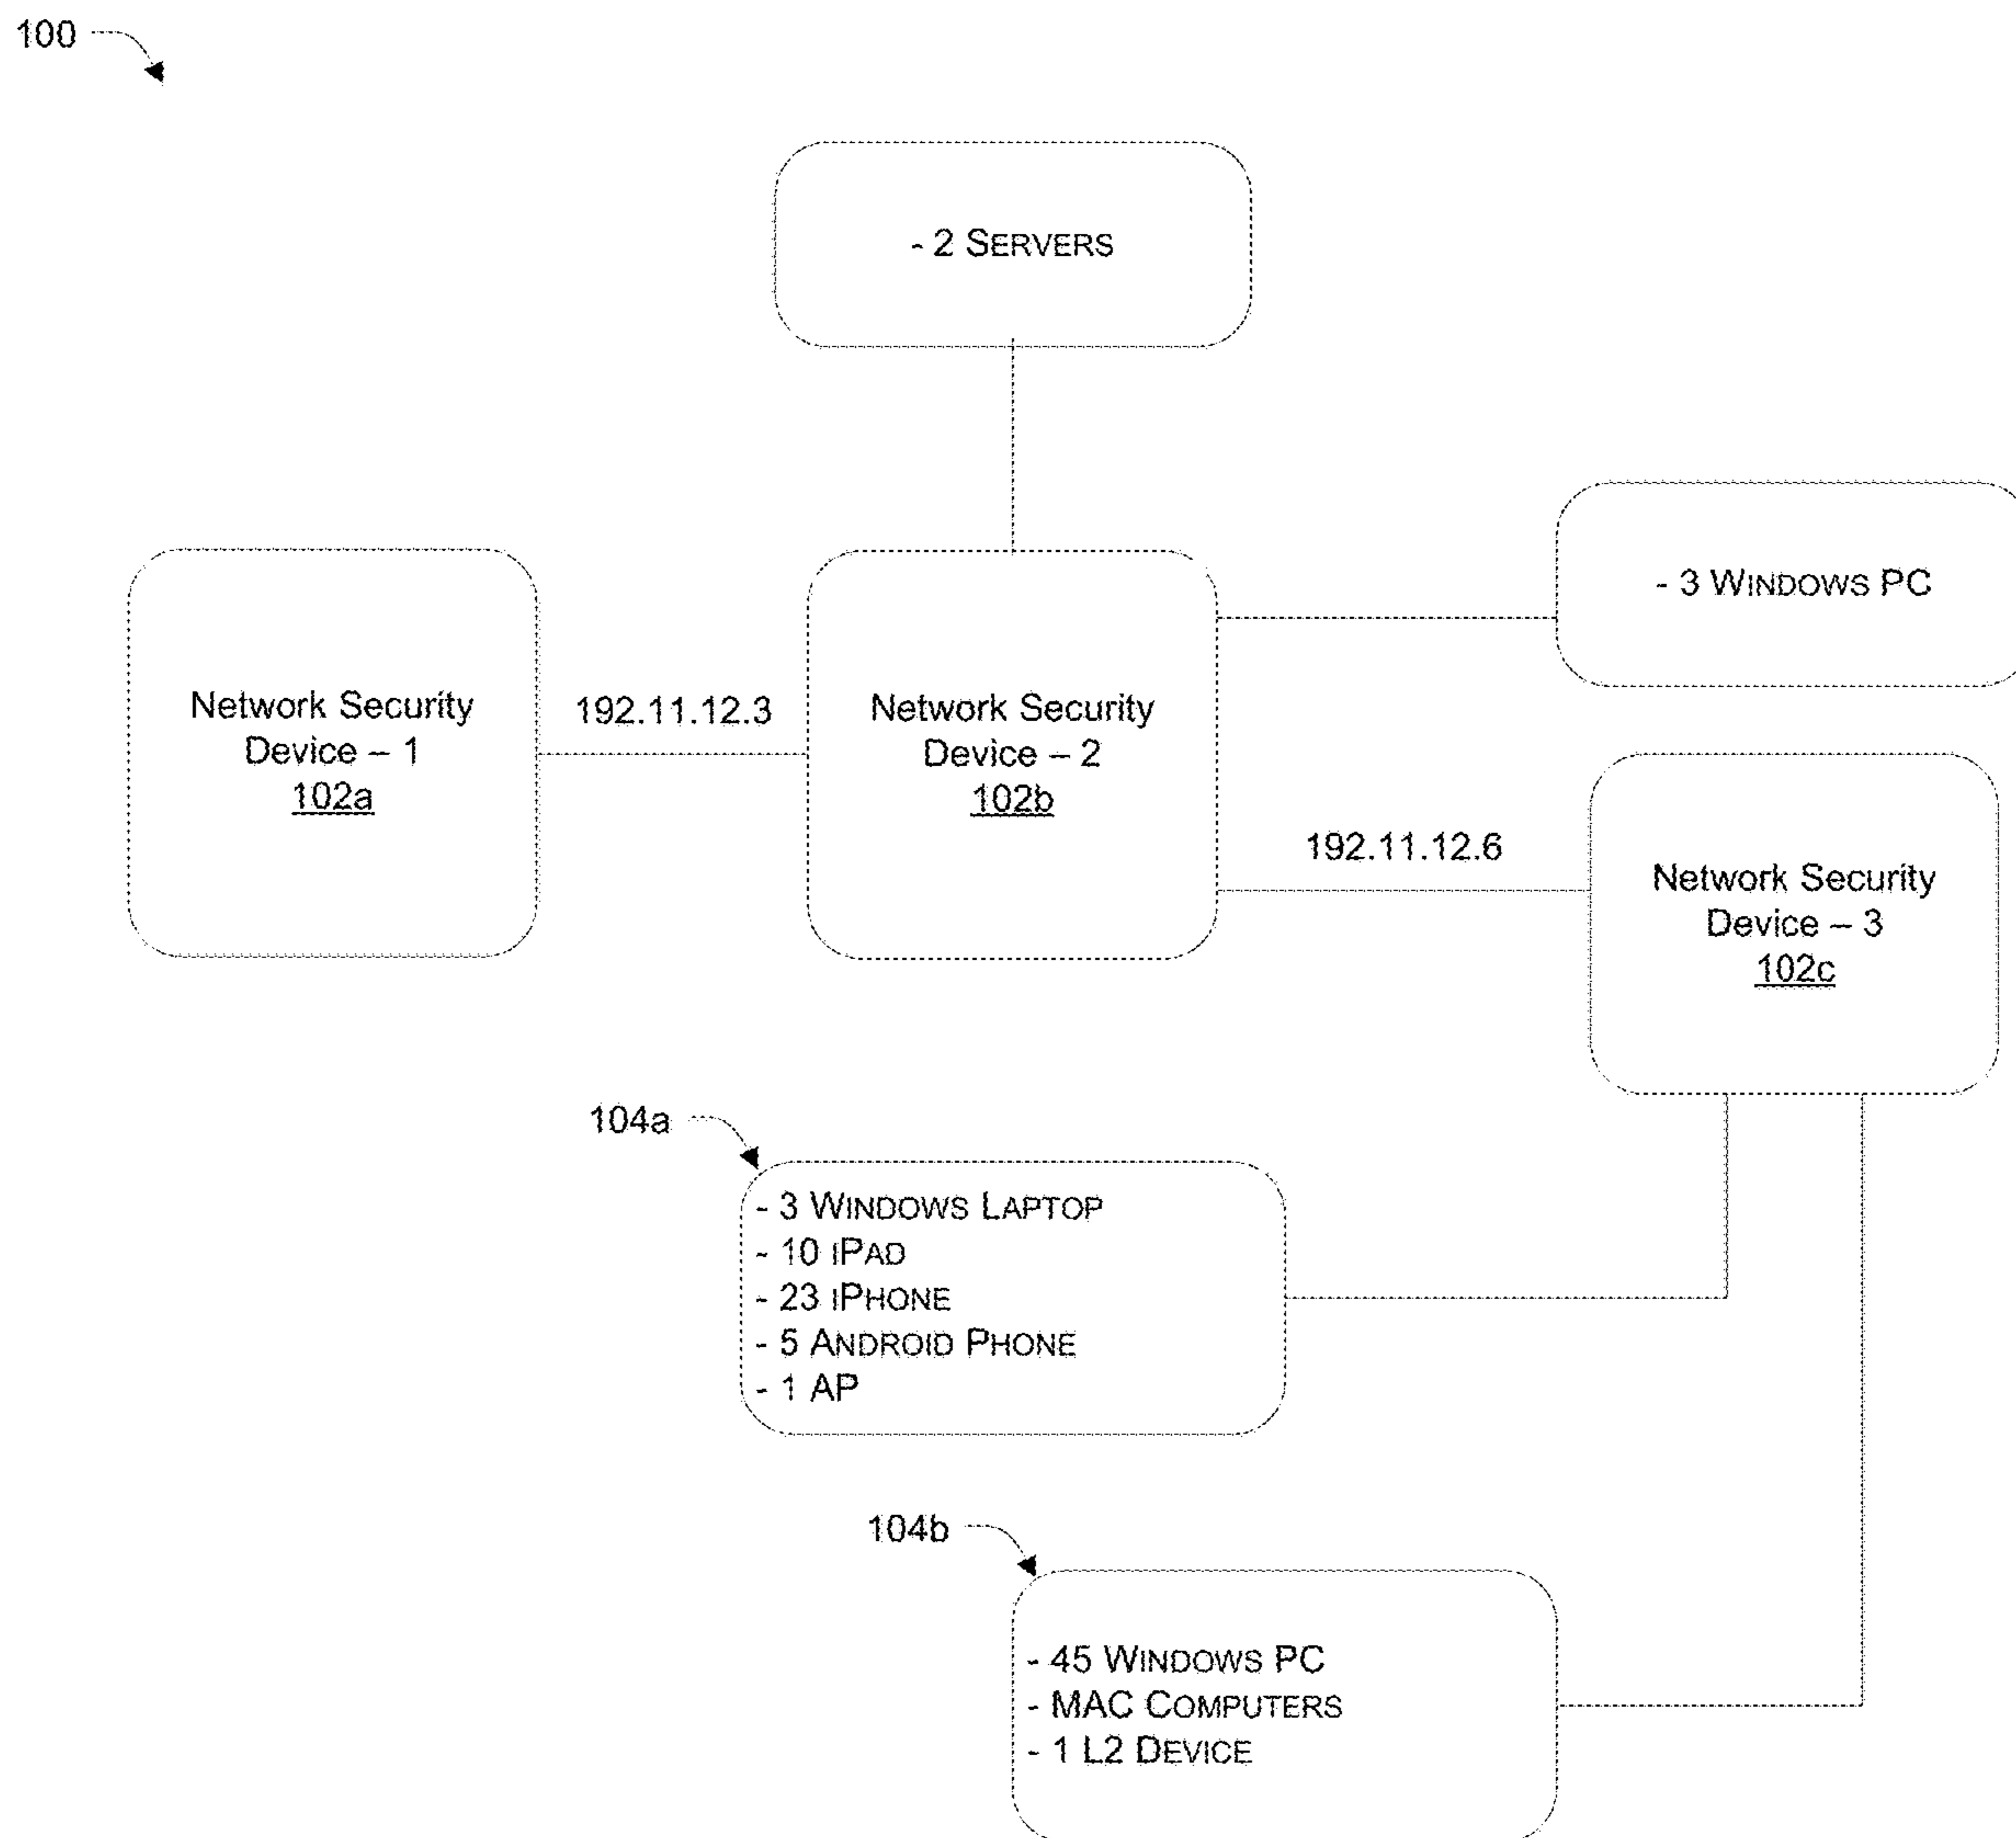 100
- 2 SERVERS
- 3 WINDOWS PC
Network Security
Device – 1
102a
192.11.12.3
Network Security
Device – 2
102b
192.11.12.6
Network Security
Device – 3
102c
104a
- 3 WINDOWS LAPTOP
- 10 iPAD
- 23 iPHONE
- 5 ANDROID PHONE
- 1 AP
104b
- 45 WINDOWS PC
- MAC COMPUTERS
- 1 L2 DEVICE